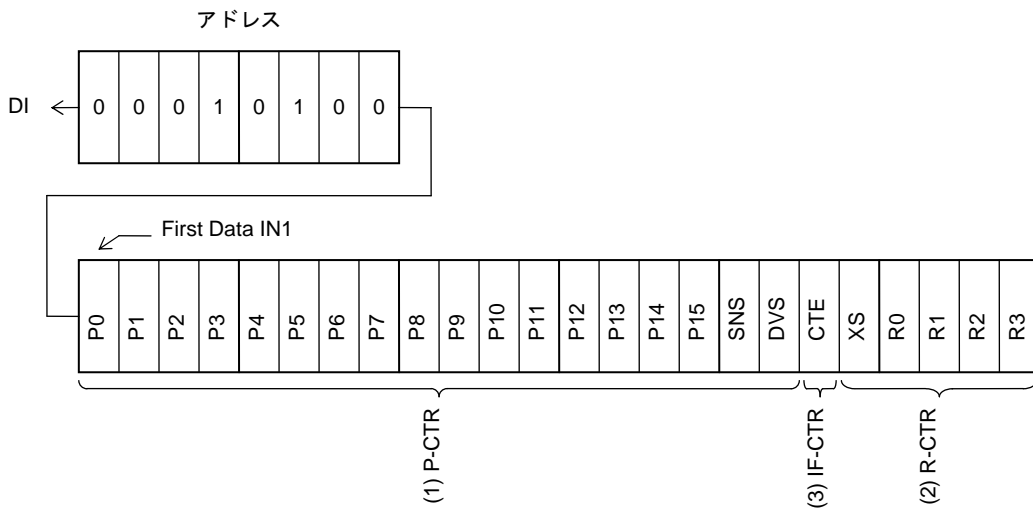 アドレス
DI 0 0 0 1 0 1 0 0
First Data IN1
P0 P1 P2 P3 P4 P5 P6 P7 P8 P9 P10 P11 P12 P13 P14 P15 SNS DVS CTE XS R0 R1 R2 R3
(1) P-CTR (3) IF-CTR (2) R-CTR